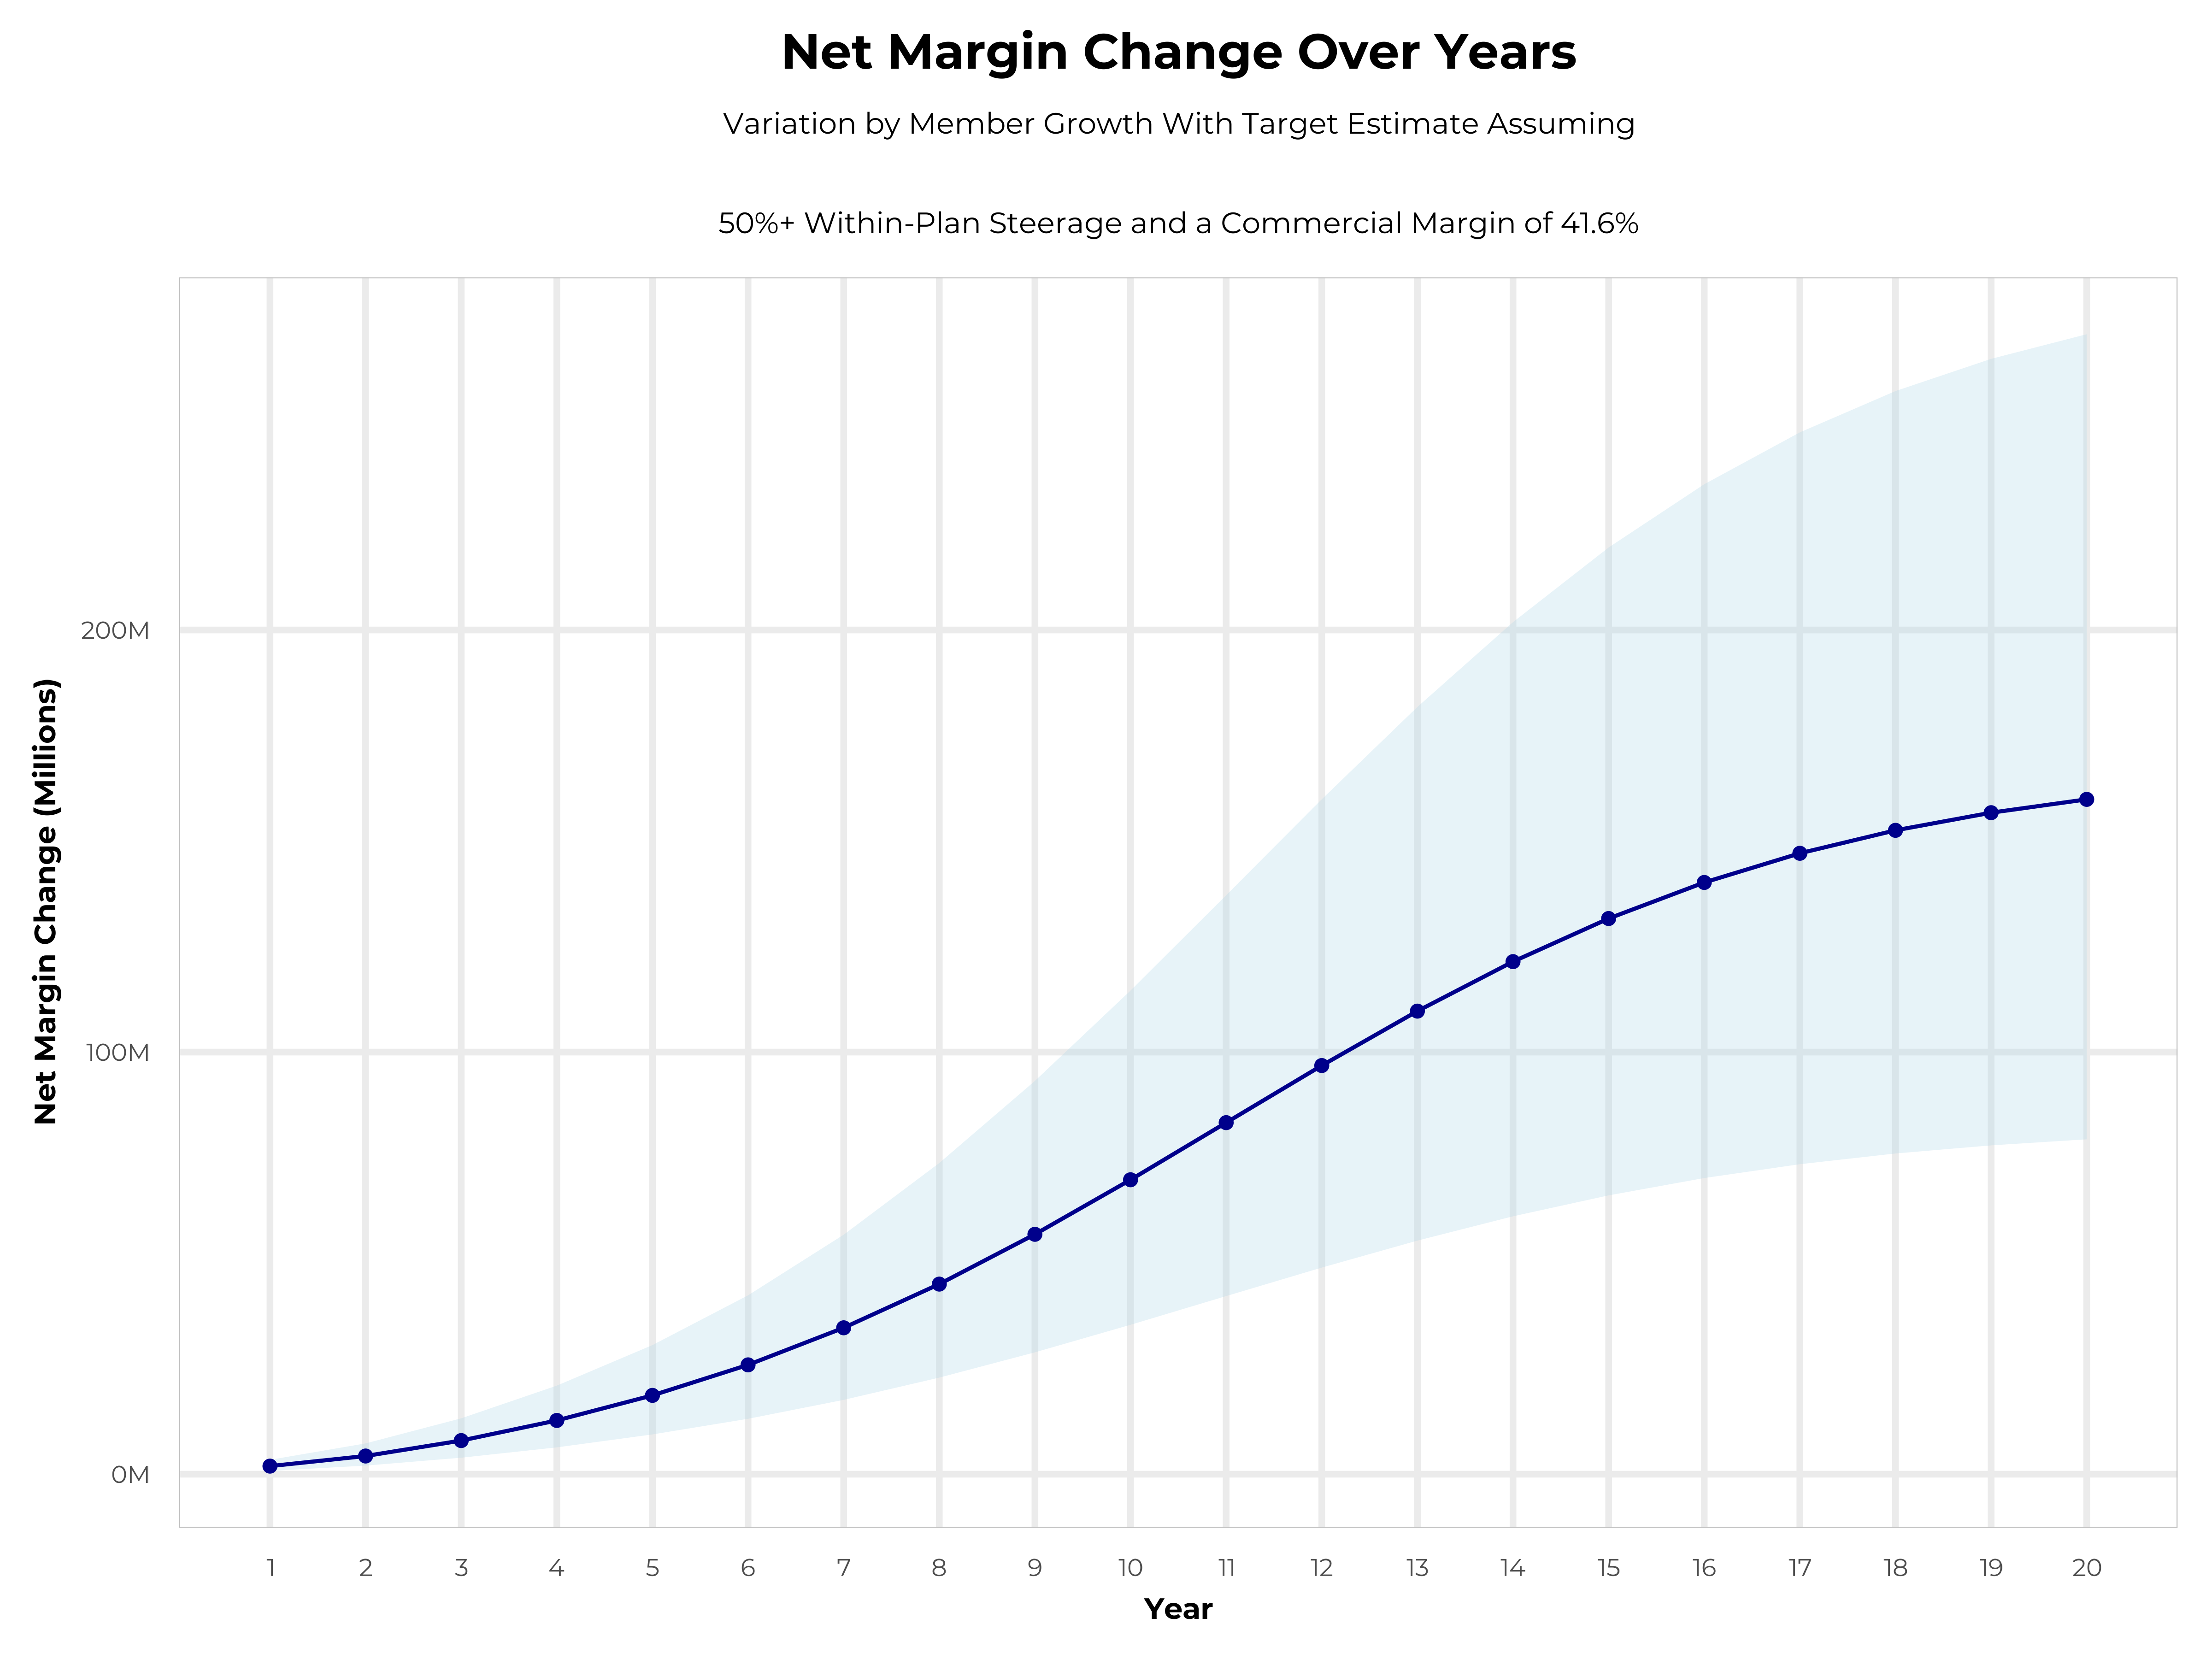 Net Margin Change Over Years
Variation by Member Growth With Target Estimate Assuming
50%+ Within-Plan Steerage and a Commercial Margin of 41.6%
Net Margin Change (Millions)
200M
100M
0M
1 2 3 4 5 6 7 8 9 10 11 12 13 14 15 16 17 18 19 20
Year